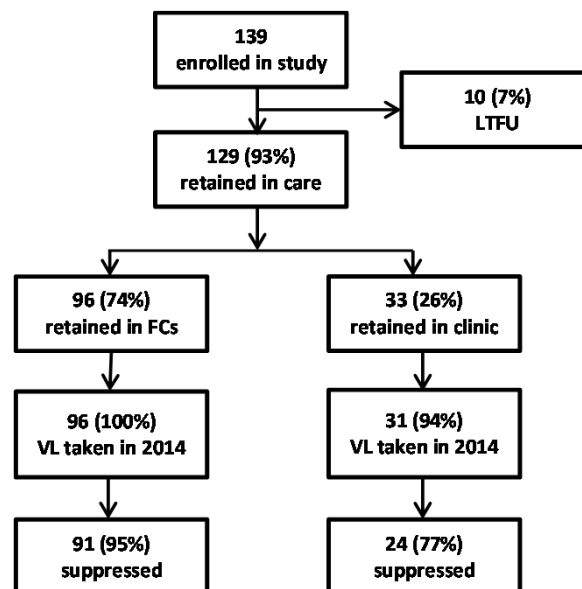 139
enrolled in study
10 (7%)
LTFU
129 (93%)
retained in care
96 (74%)
retained in FCs
33 (26%)
retained in clinic
96 (100%)
VL taken in 2014
31 (94%)
VL taken in 2014
91 (95%)
suppressed
24 (77%)
suppressed